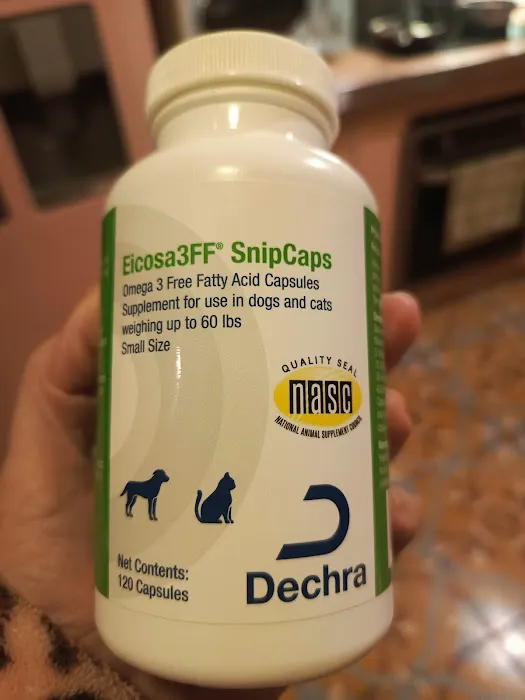 Eicosa3FF® SnipCaps
Omega 3 Free Fatty Acid Capsules
Supplement for use in dogs and cats
weighing up to 60 lbs
Small Size
QUALITY SEAL
nasc
NATIONAL ANIMAL SUPPLEMENT COUNCIL
Net Contents:
120 Capsules
Dechra